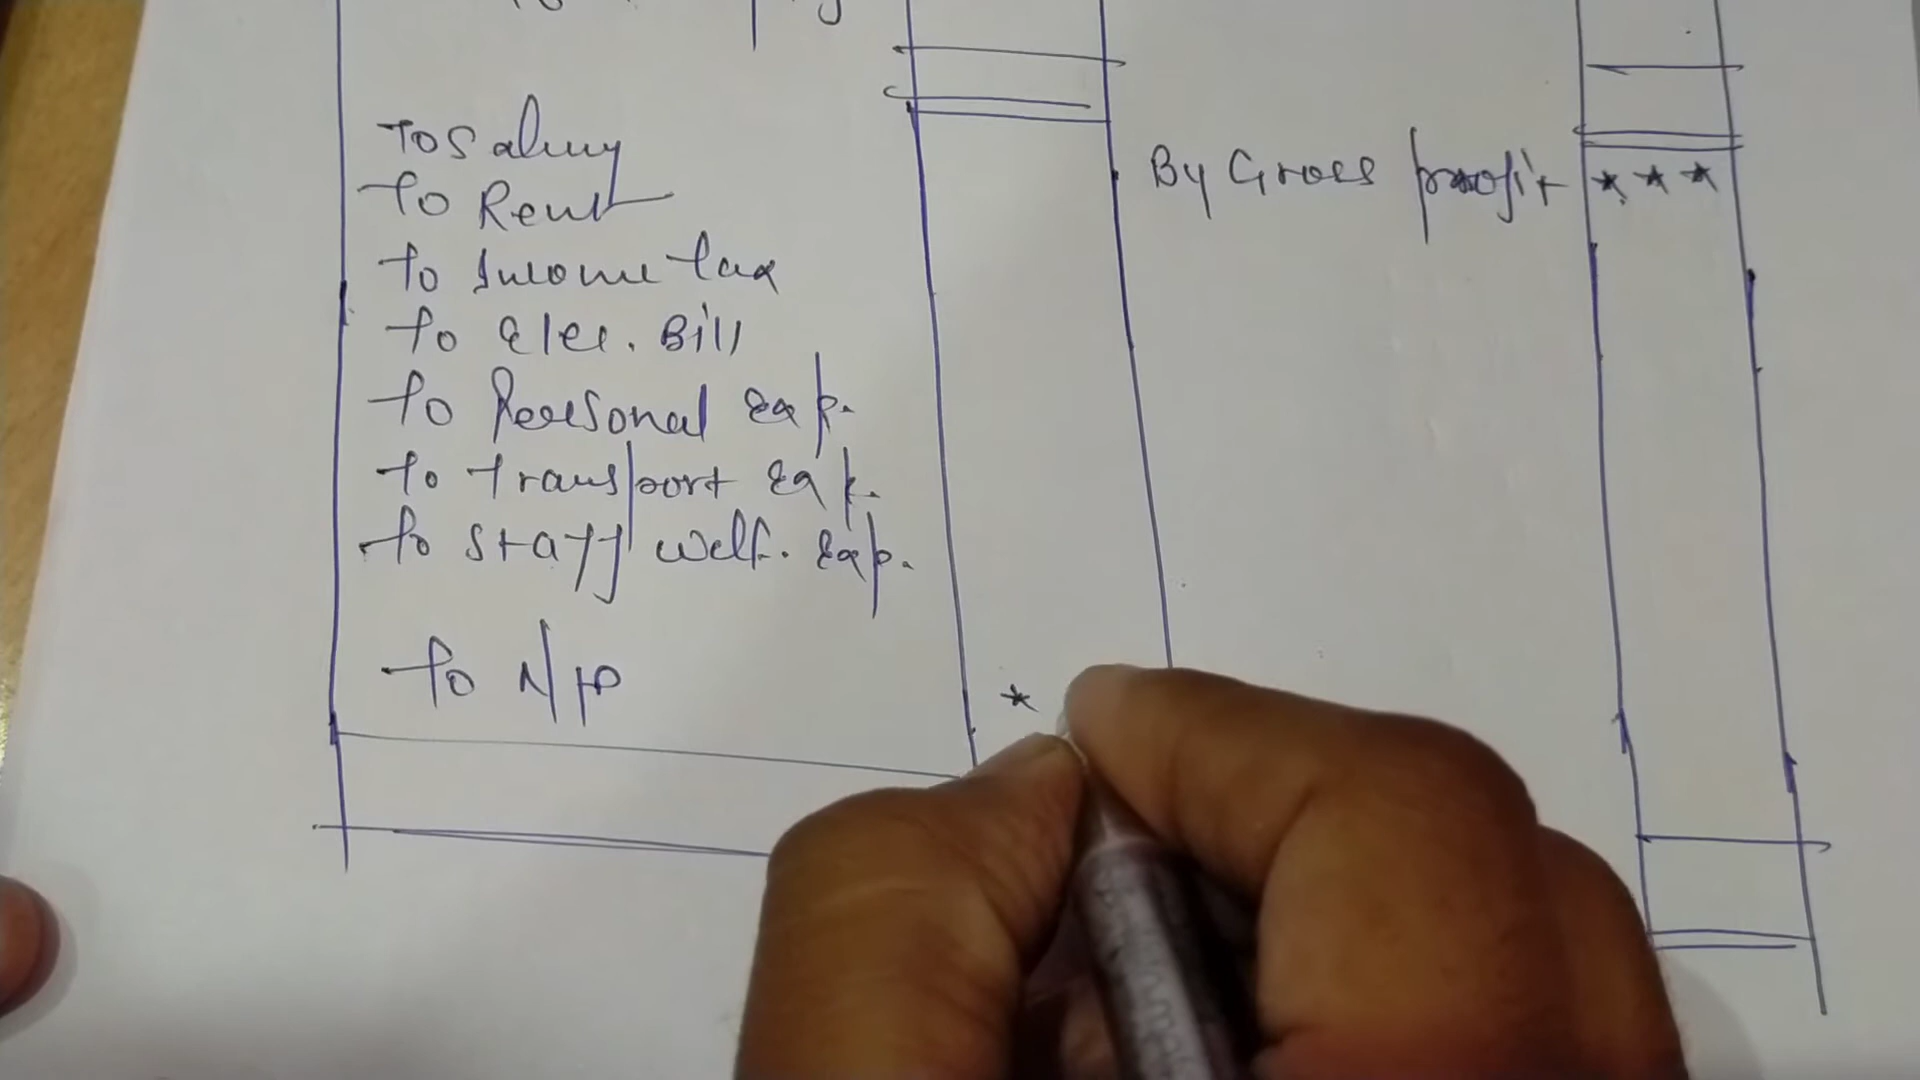 To Salary
To Rent
To Income tax
To Elec. Bill
To Personal Exp.
To transport Exp.
To staff welf. Exp.
To N/P *
By Gross profit ***